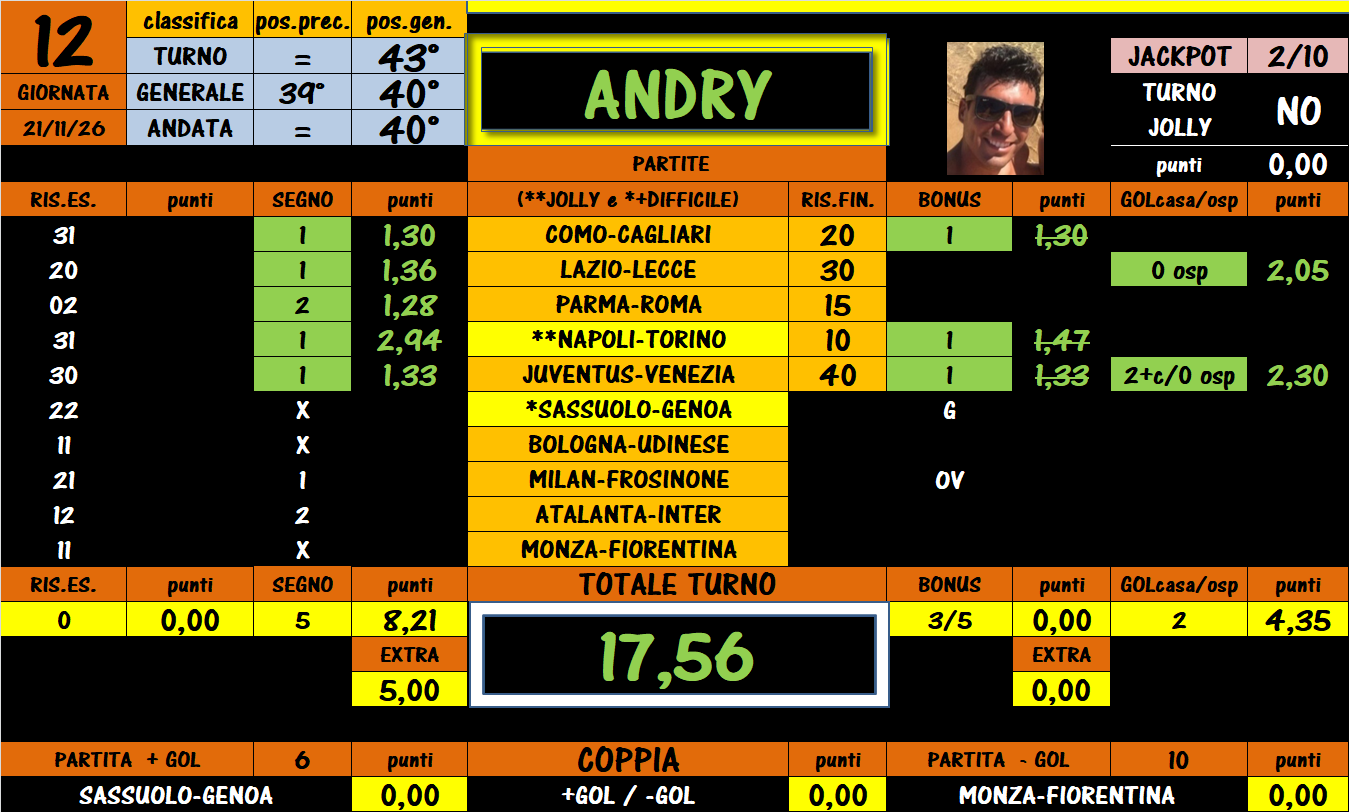 12 classifica pos.prec. pos.gen.
TURNO = 43°
GIORNATA GENERALE 39° 40°
21/11/26 ANDATA = 40°
ANDRY
JACKPOT 2/10
TURNO JOLLY NO
punti 0,00
PARTITE
RIS.ES. punti SEGNO punti (**JOLLY e *+DIFFICILE) RIS.FIN. BONUS punti GOLcasa/osp punti
31 1 1,30 COMO-CAGLIARI 20 1 1,30
20 1 1,36 LAZIO-LECCE 30 0 osp 2,05
02 2 1,28 PARMA-ROMA 15
31 1 2,94 **NAPOLI-TORINO 10 1 1,47
30 1 1,33 JUVENTUS-VENEZIA 40 1 1,33 2+c/0 osp 2,30
22 X *SASSUOLO-GENOA G
11 X BOLOGNA-UDINESE
21 1 MILAN-FROSINONE OV
12 2 ATALANTA-INTER
11 X MONZA-FIORENTINA
RIS.ES. punti SEGNO punti TOTALE TURNO BONUS punti GOLcasa/osp punti
0 0,00 5 8,21 17,56 3/5 0,00 2 4,35
EXTRA EXTRA
5,00 0,00
PARTITA + GOL 6 punti COPPIA punti PARTITA - GOL 10 punti
SASSUOLO-GENOA 0,00 +GOL / -GOL 0,00 MONZA-FIORENTINA 0,00